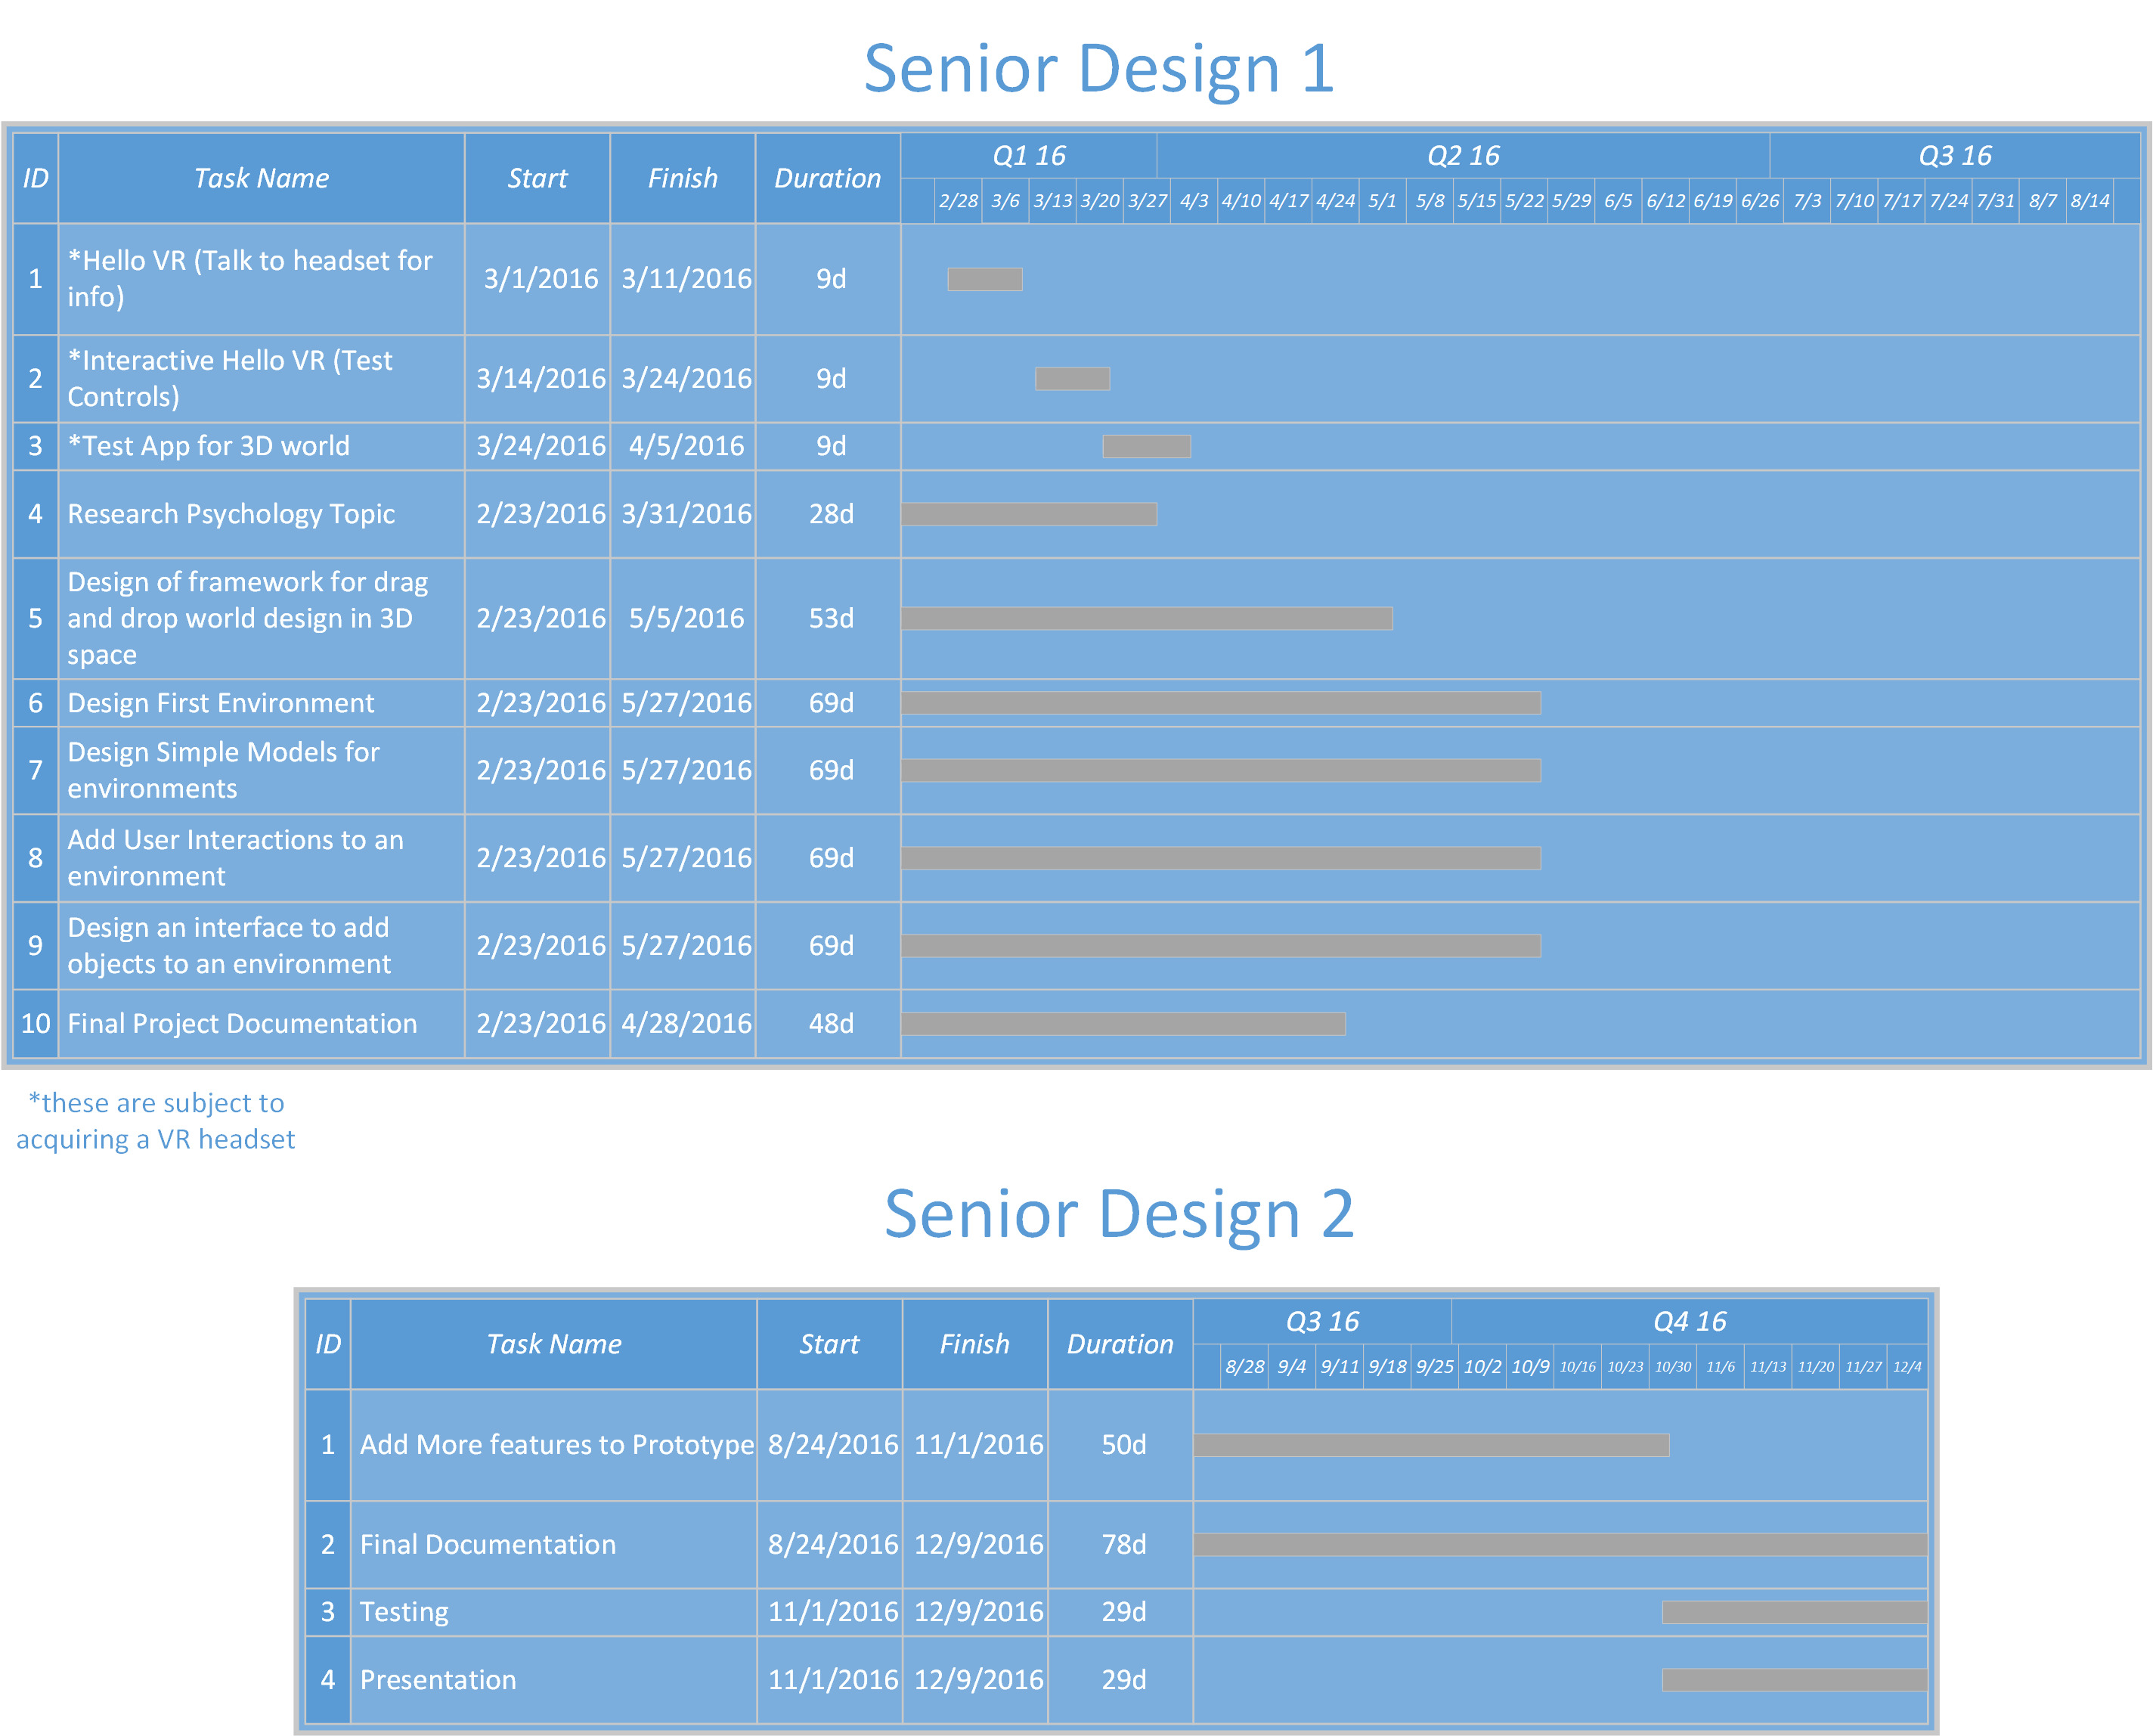 Senior Design 1
ID Task Name Start Finish Duration Q1 16 Q2 16 Q3 16
2/28 3/6 3/13 3/20 3/27 4/3 4/10 4/17 4/24 5/1 5/8 5/15 5/22 5/29 6/5 6/12 6/19 6/26 7/3 7/10 7/17 7/24 7/31 8/7 8/14
1 *Hello VR (Talk to headset for
info) 3/1/2016 3/11/2016 9d
2 *Interactive Hello VR (Test
Controls) 3/14/2016 3/24/2016 9d
3 *Test App for 3D world 3/24/2016 4/5/2016 9d
4 Research Psychology Topic 2/23/2016 3/31/2016 28d
Design of framework for drag
5 and drop world design in 3D 2/23/2016 5/5/2016 53d
space
6 Design First Environment 2/23/2016 5/27/2016 69d
7 Design Simple Models for
environments 2/23/2016 5/27/2016 69d
8 Add User Interactions to an
environment 2/23/2016 5/27/2016 69d
9 Design an interface to add
objects to an environment 2/23/2016 5/27/2016 69d
10 Final Project Documentation 2/23/2016 4/28/2016 48d
*these are subject to
acquiring a VR headset
Senior Design 2
ID Task Name Start Finish Duration Q3 16 Q4 16
8/28 9/4 9/11 9/18 9/25 10/2 10/9 10/16 10/23 10/30 11/6 11/13 11/20 11/27 12/4
1 Add More features to Prototype 8/24/2016 11/1/2016 50d
2 Final Documentation 8/24/2016 12/9/2016 78d
3 Testing 11/1/2016 12/9/2016 29d
4 Presentation 11/1/2016 12/9/2016 29d